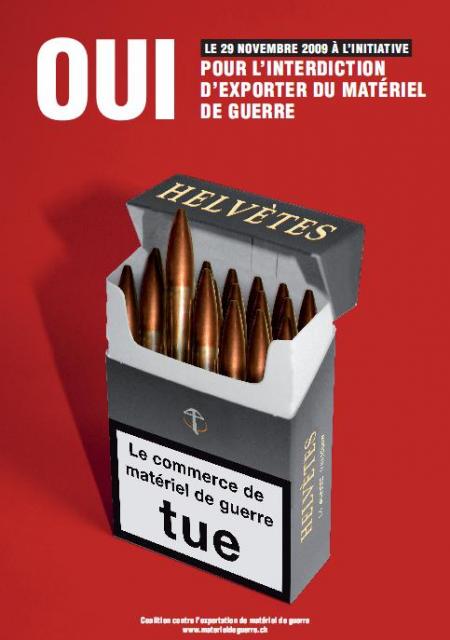 OUI
LE 29 NOVEMBRE 2009 À L'INITIATIVE
POUR L'INTERDICTION
D'EXPORTER DU MATÉRIEL
DE GUERRE
HELVÈTES
Le commerce de
matériel de guerre
tue
HELVÈTES
Coalition contre l'exportation de matériel de guerre
www.materieldeguerre.ch